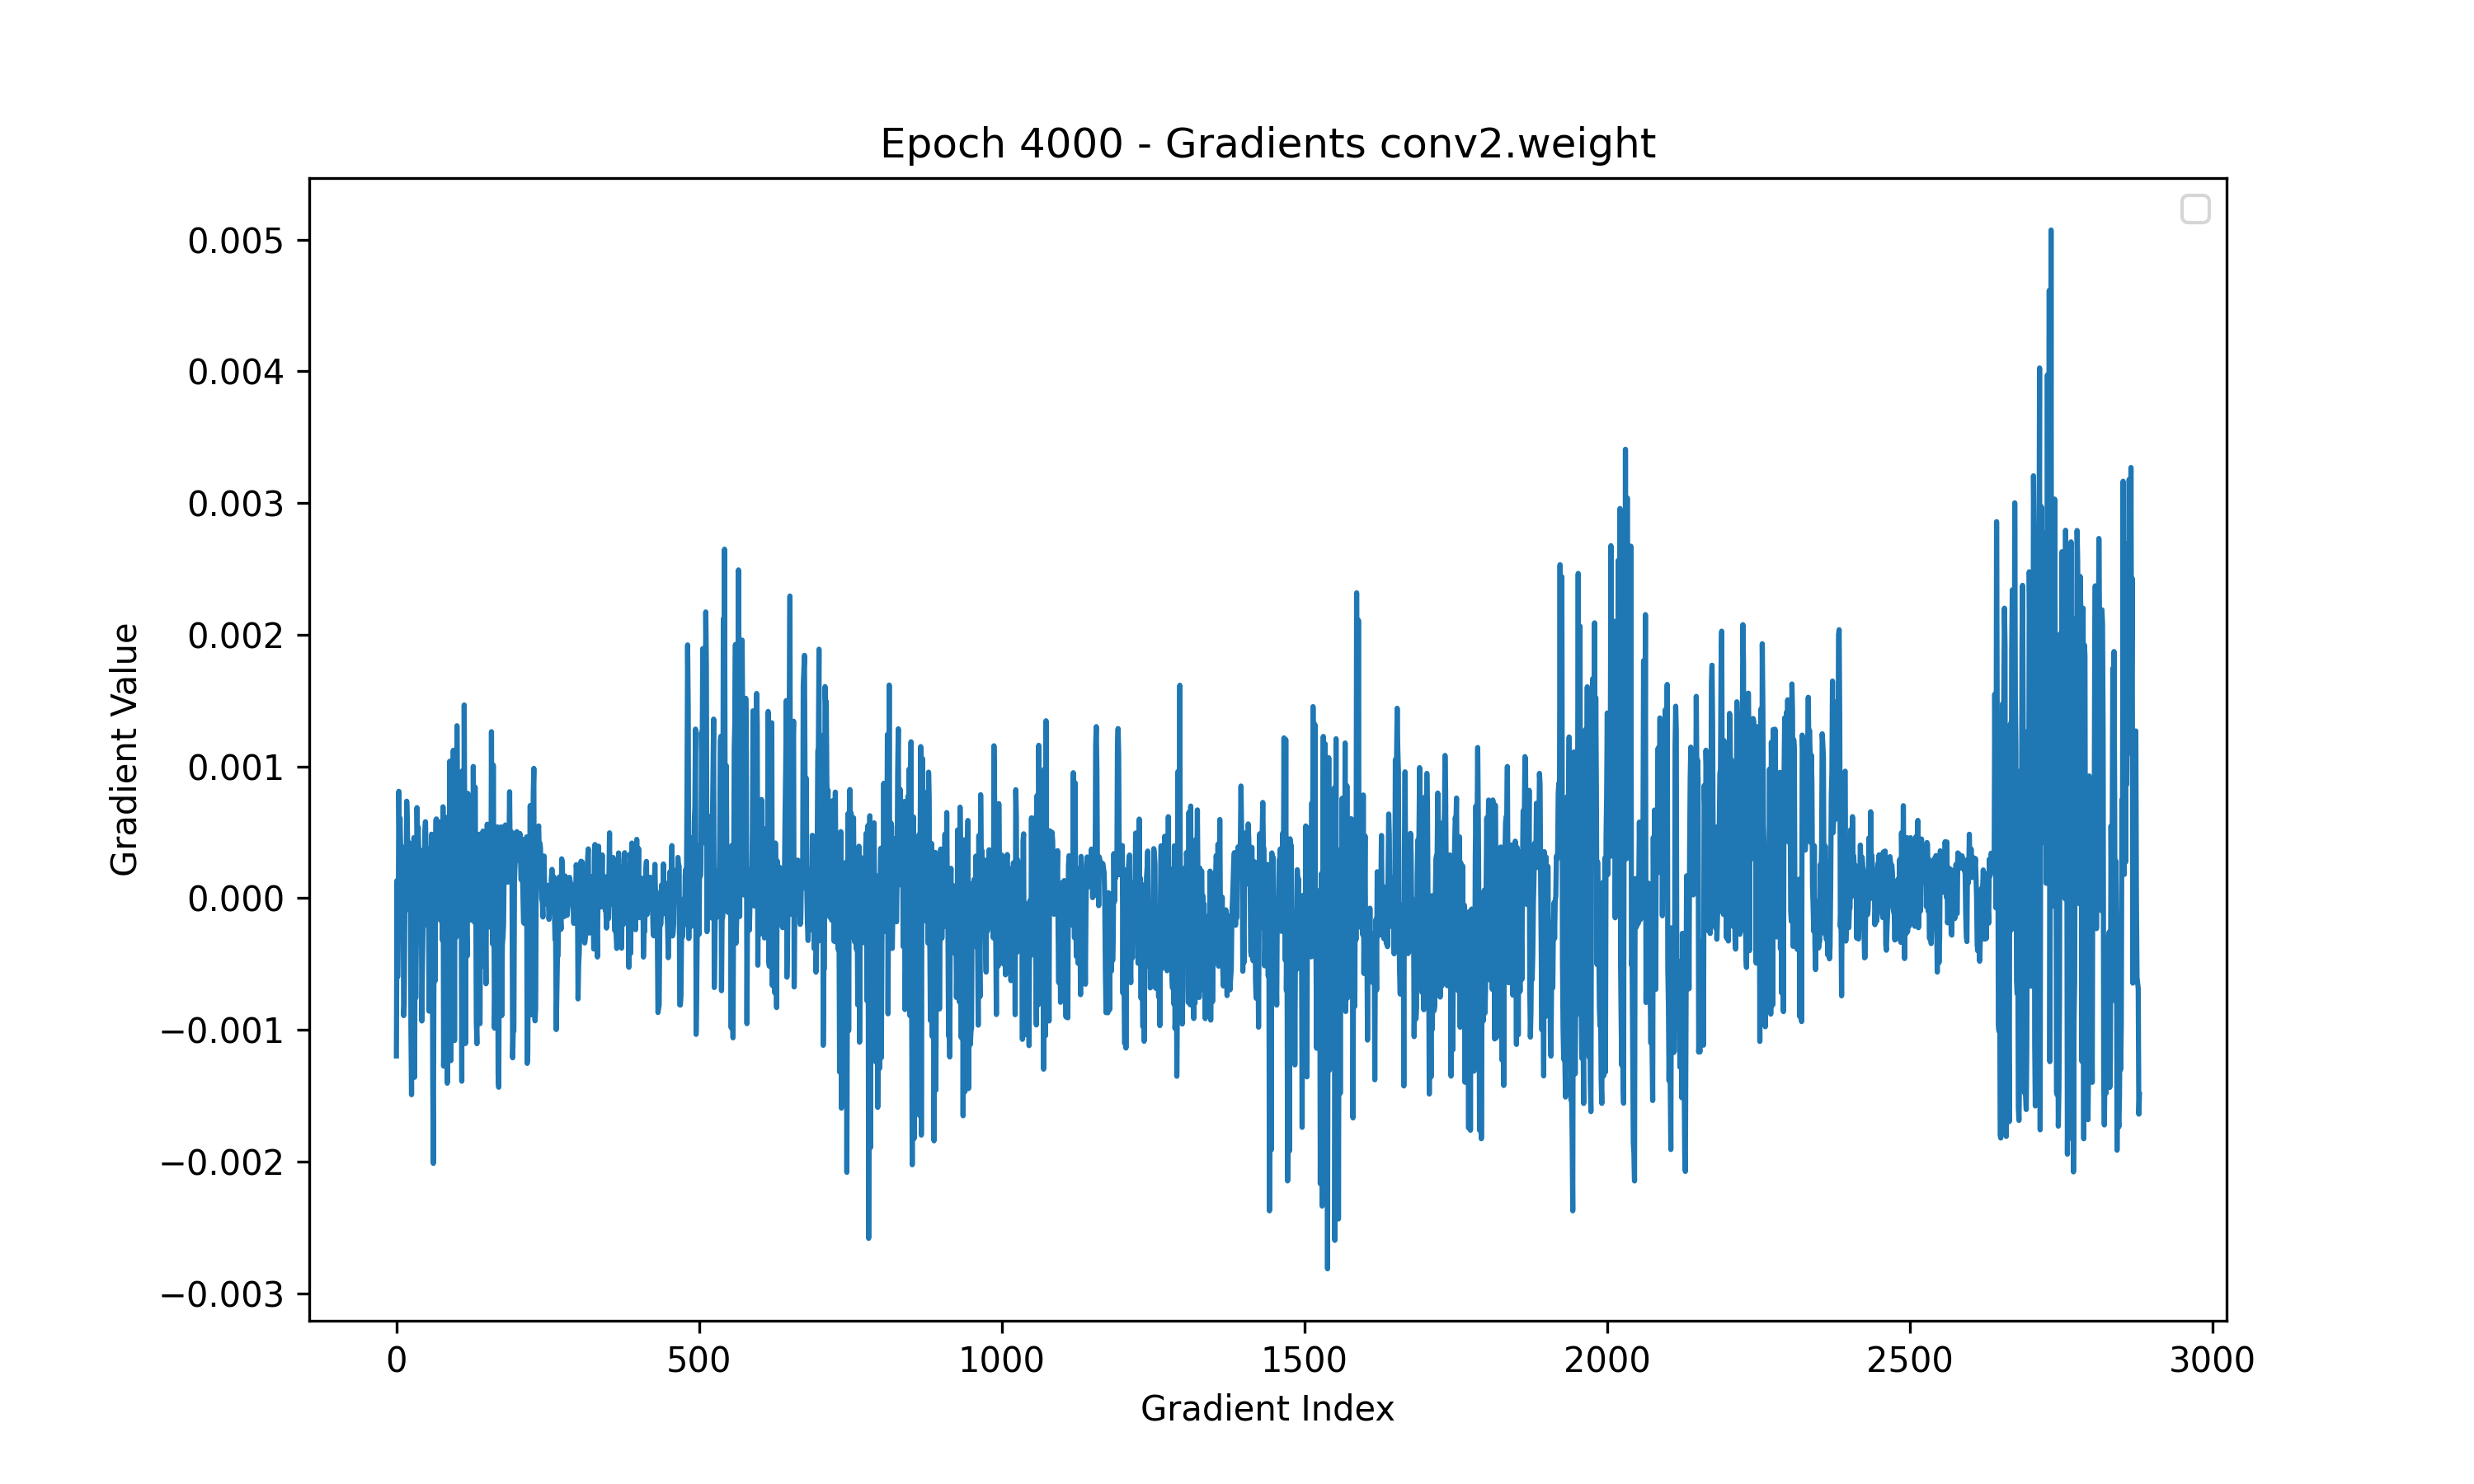 Epoch 4000 - Gradients conv2.weight
0.005
0.004
0.003
0.002
0.001
0.000
−0.001
−0.002
−0.003
Gradient Value
0 500 1000 1500 2000 2500 3000
Gradient Index